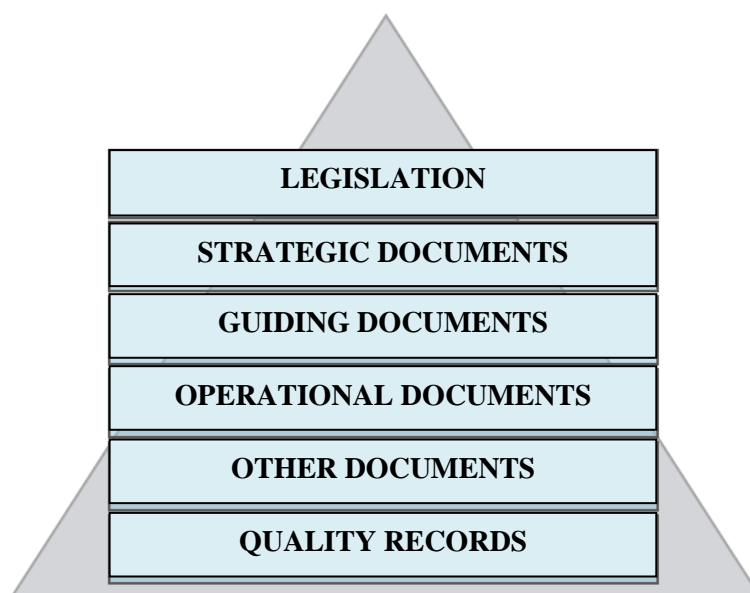 LEGISLATION
STRATEGIC DOCUMENTS
GUIDING DOCUMENTS
OPERATIONAL DOCUMENTS
OTHER DOCUMENTS
QUALITY RECORDS